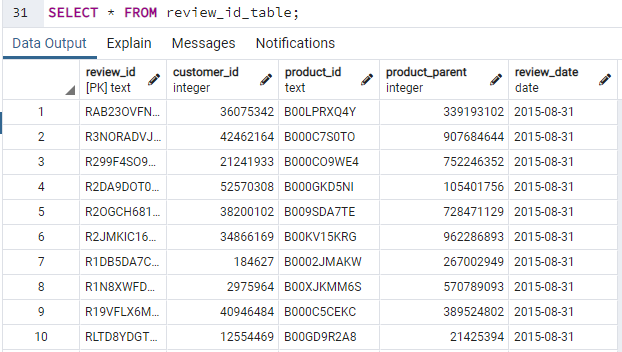 31 SELECT * FROM review_id_table;
Data Output Explain Messages Notifications
review_id customer_id product_id product_parent review_date
[PK] text integer text integer date
1 RAB23OVFN... 36075342 B00LPRXQ4Y 339193102 2015-08-31
2 R3NORADVJ... 42462164 B000C7S0TO 907684644 2015-08-31
3 R299F4SO9... 21241933 B000CO9WE4 752246352 2015-08-31
4 R2DA9DOT0... 52570308 B000GKD5NI 105401756 2015-08-31
5 R2OGCH681... 38200102 B009SDA7TE 728471129 2015-08-31
6 R2JMKIC16... 34866169 B00KV15KRG 962286893 2015-08-31
7 R1DB5DA7C... 184627 B0002JMAKW 267002949 2015-08-31
8 R1N8XWFD... 2975964 B00XJKMM6S 570789093 2015-08-31
9 R19VFLX6M... 40946484 B000C5CEKC 389524802 2015-08-31
10 RLTD8YDGT... 12554469 B00GD9R2A8 21425394 2015-08-31